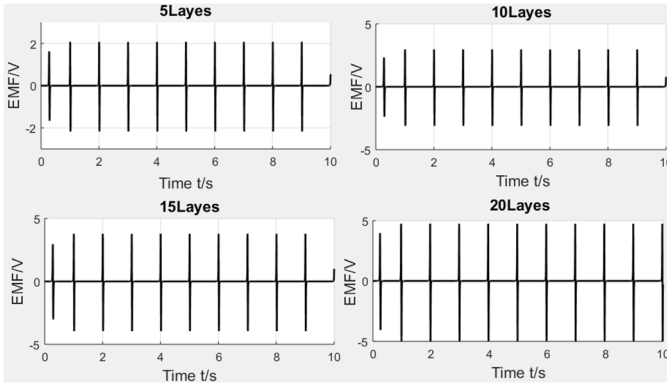 5Layes
EMF/V
2
0
-2
0 2 4 6 8 10
Time t/s
10Layes
EMF/V
5
0
-5
0 2 4 6 8 10
Time t/s
15Layes
EMF/V
5
0
-5
0 2 4 6 8 10
Time t/s
20Layes
EMF/V
5
0
-5
0 2 4 6 8 10
Time t/s